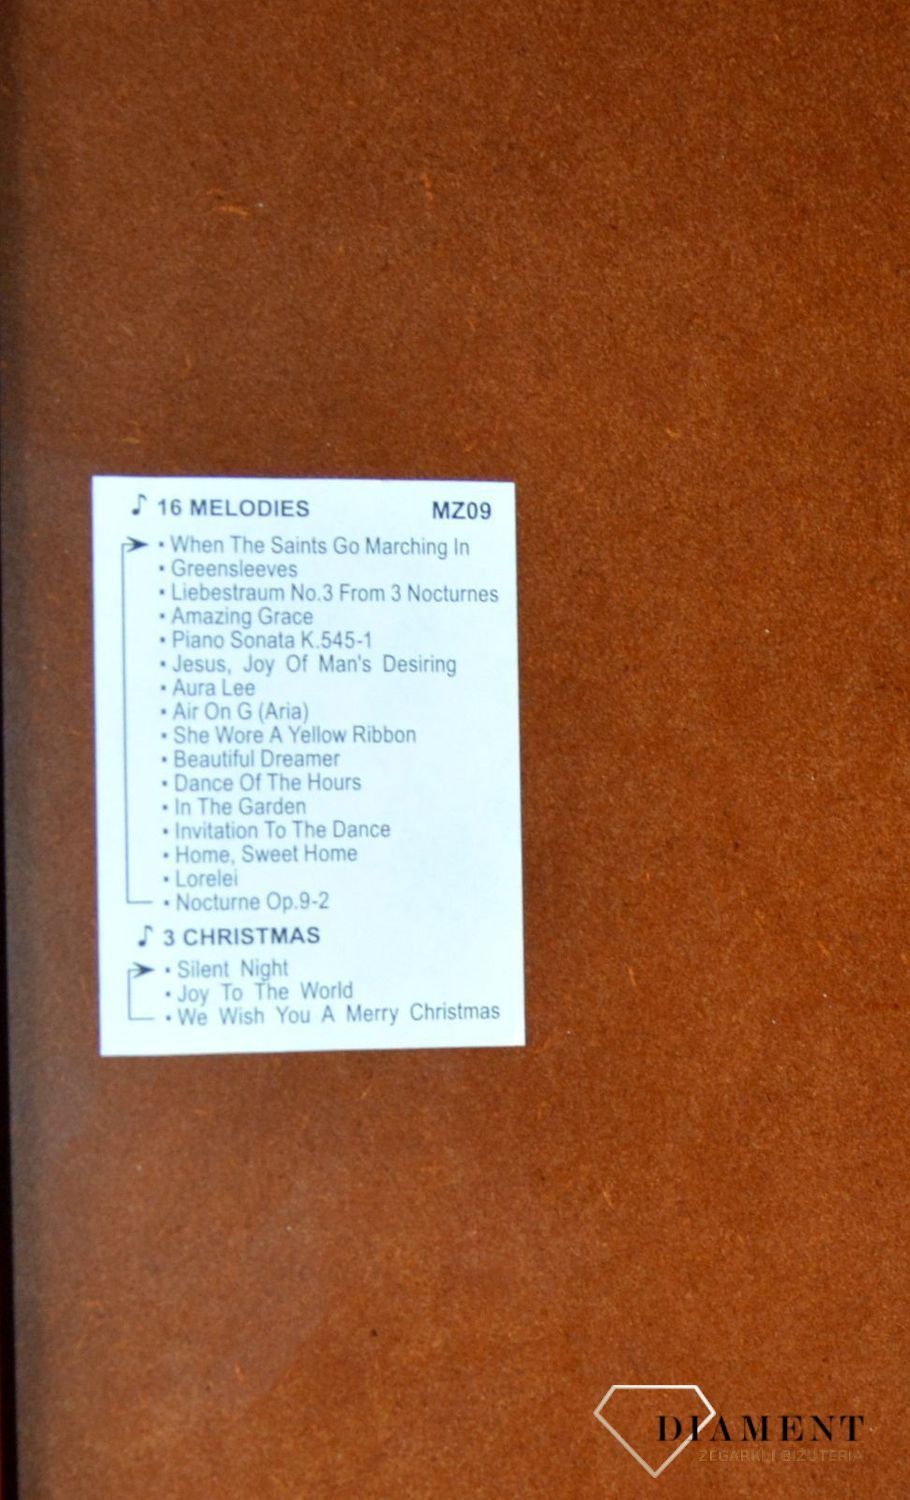 ♪ 16 MELODIES MZ09
• When The Saints Go Marching In
• Greensleeves
• Liebestraum No.3 From 3 Nocturnes
• Amazing Grace
• Piano Sonata K.545-1
• Jesus, Joy Of Man's Desiring
• Aura Lee
• Air On G (Aria)
• She Wore A Yellow Ribbon
• Beautiful Dreamer
• Dance Of The Hours
• In The Garden
• Invitation To The Dance
• Home, Sweet Home
• Lorelei
• Nocturne Op.9-2
♪ 3 CHRISTMAS
• Silent Night
• Joy To The World
• We Wish You A Merry Christmas
DIAMENT
ZEGARKI I BIŻUTERIA